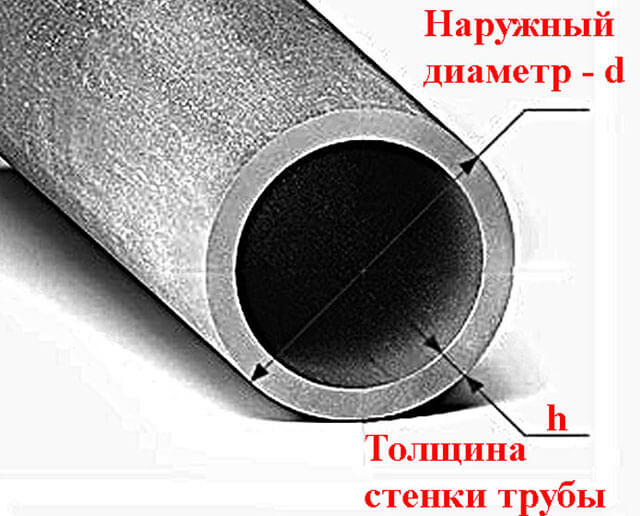 Наружный
диаметр - d
h
Толщина
стенки трубы